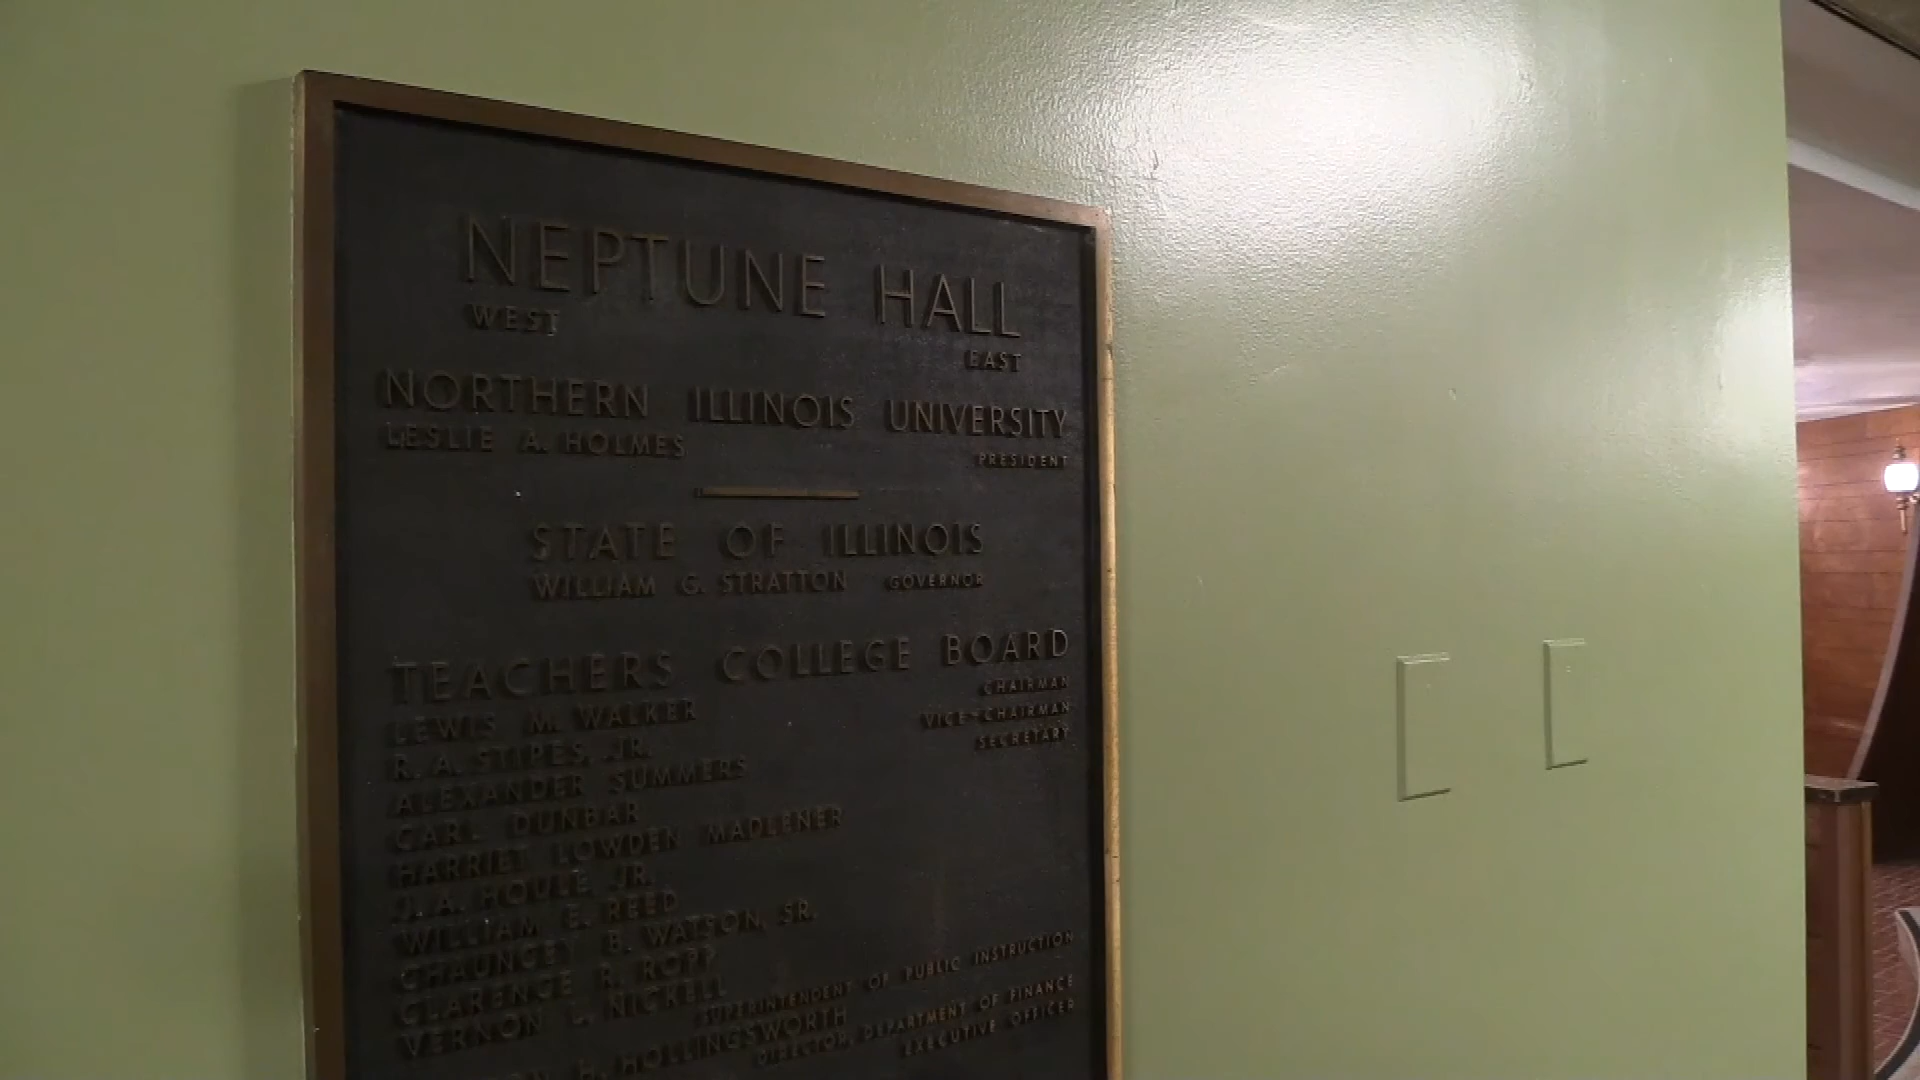 NEPTUNE HALL
WEST EAST
NORTHERN ILLINOIS UNIVERSITY
LESLIE A. HOLMES PRESIDENT
STATE OF ILLINOIS
WILLIAM G. STRATTON GOVERNOR
TEACHERS COLLEGE BOARD
LEWIS M. WALKER CHAIRMAN
R. A. STIPES, JR. VICE-CHAIRMAN
ALEXANDER SUMMERS SECRETARY
CARL DUNBAR
HARRIET LOWDEN MADLENER
J. A. HOULE, JR.
WILLIAM E. REED
CHAUNCEY B. WATSON, SR.
CLARENCE R. ROPP
VERNON L. NICKELL SUPERINTENDENT OF PUBLIC INSTRUCTION
H. HOLLINGSWORTH DIRECTOR, DEPARTMENT OF FINANCE
EXECUTIVE OFFICER